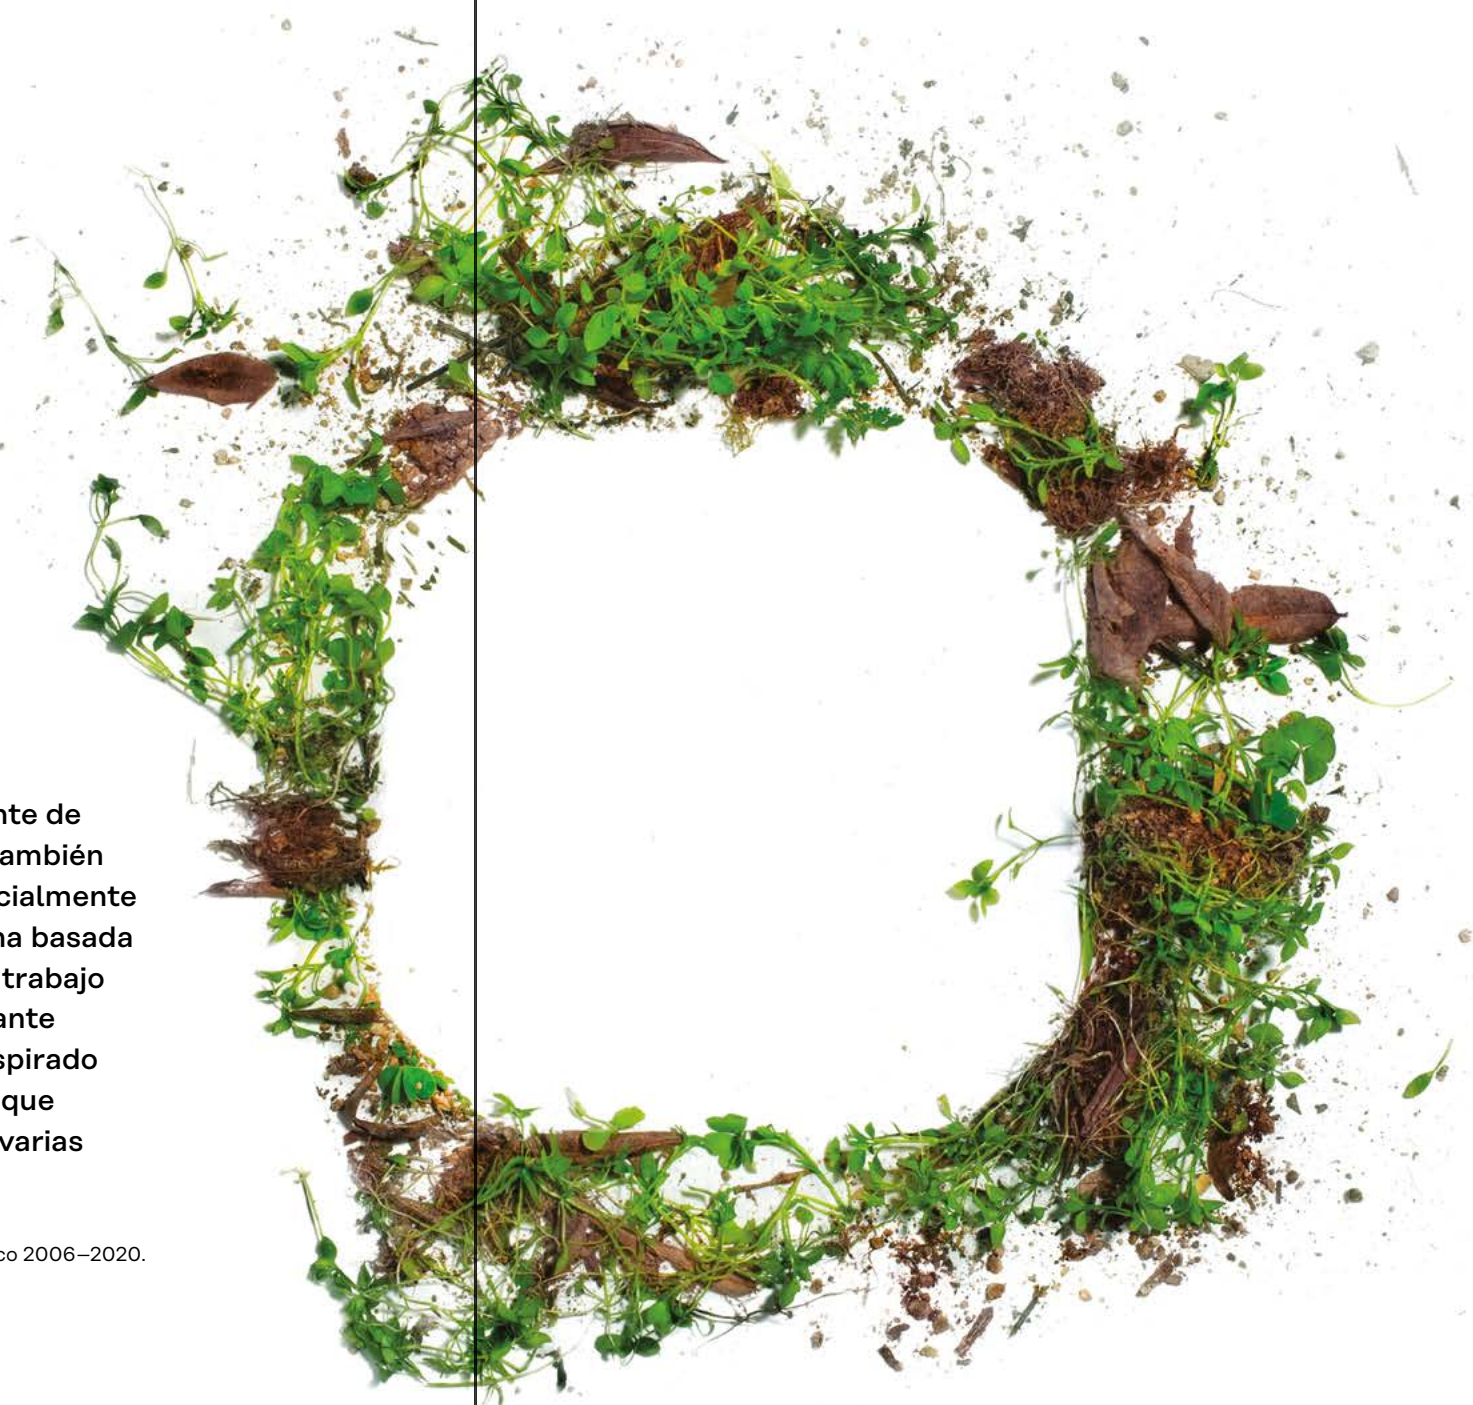 nte de
ambién
cialmente
na basada
trabajo
ante
spirado
que
varias
co 2006–2020.